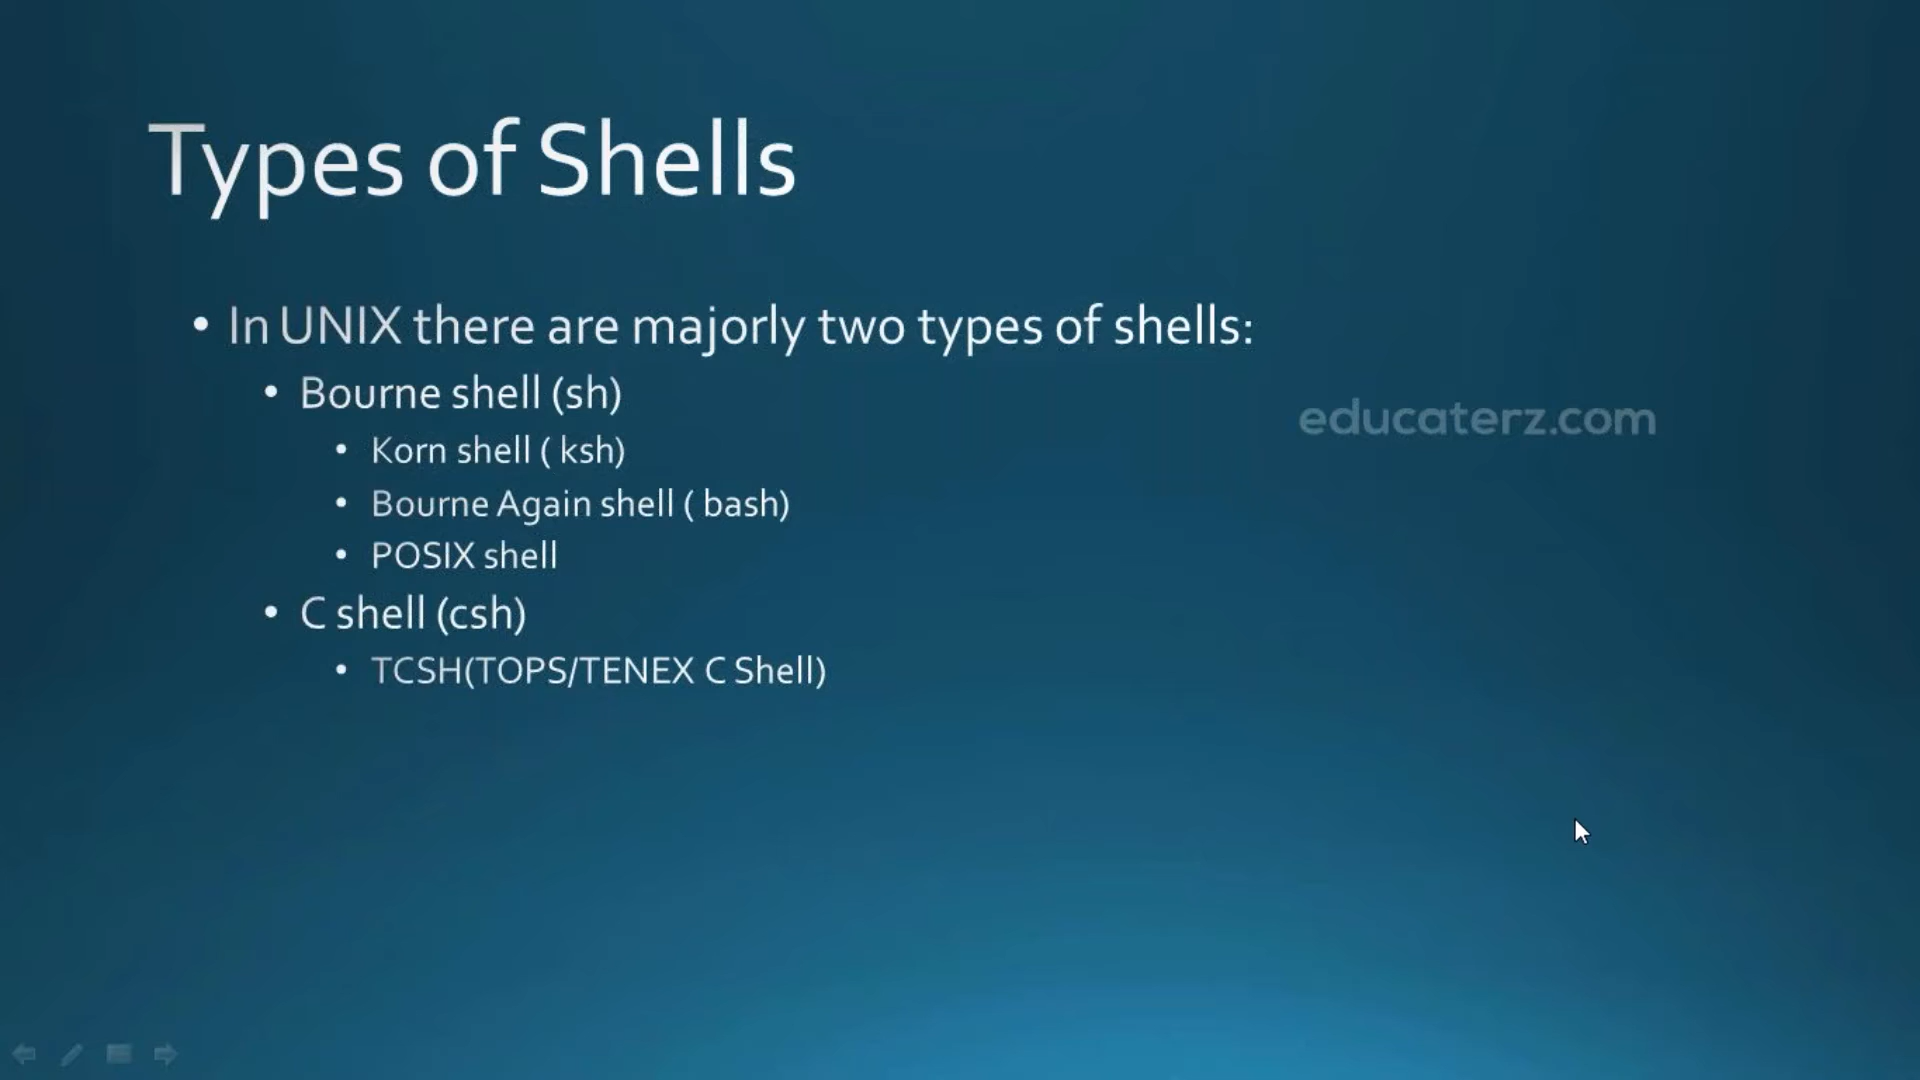 Types of Shells
• In UNIX there are majorly two types of shells:
• Bourne shell (sh)
educaterz.com
• Korn shell ( ksh)
• Bourne Again shell ( bash)
• POSIX shell
• C shell (csh)
• TCSH(TOPS/TENEX C Shell)